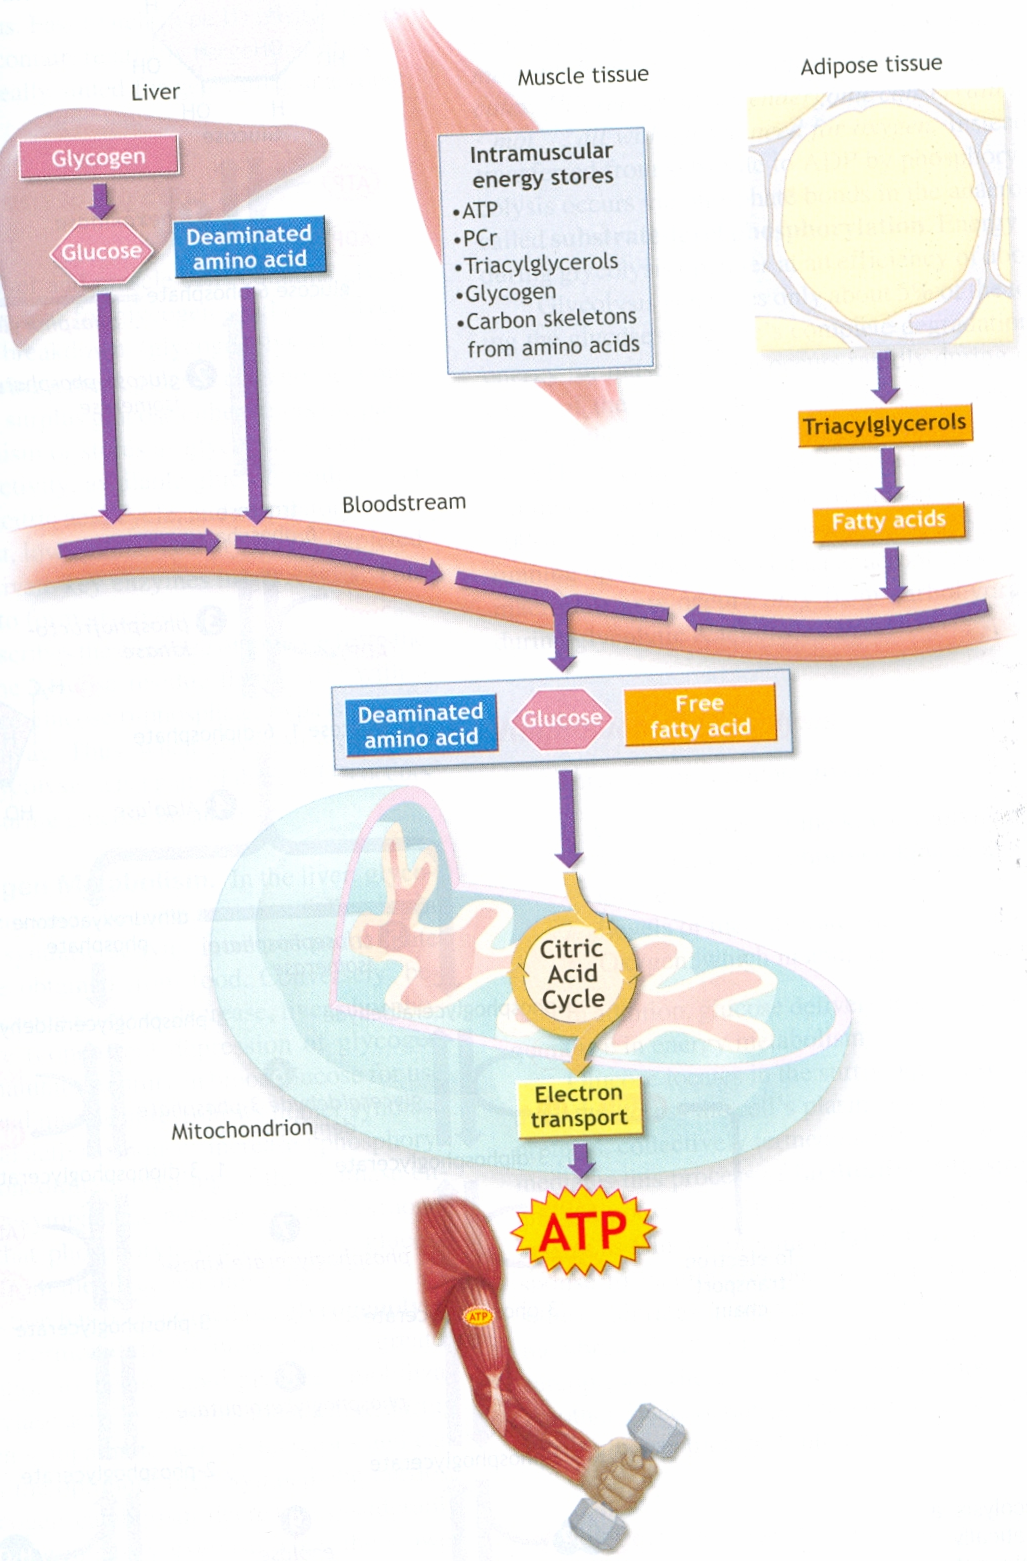 Liver
Muscle tissue
Adipose tissue
Glycogen
Glucose
Deaminated
amino acid
Intramuscular
energy stores
•ATP
•PCr
•Triacylglycerols
•Glycogen
•Carbon skeletons
from amino acids
Triacylglycerols
Fatty acids
Bloodstream
Deaminated
amino acid
Glucose
Free
fatty acid
Citric
Acid
Cycle
Electron
transport
Mitochondrion
ATP
ATP